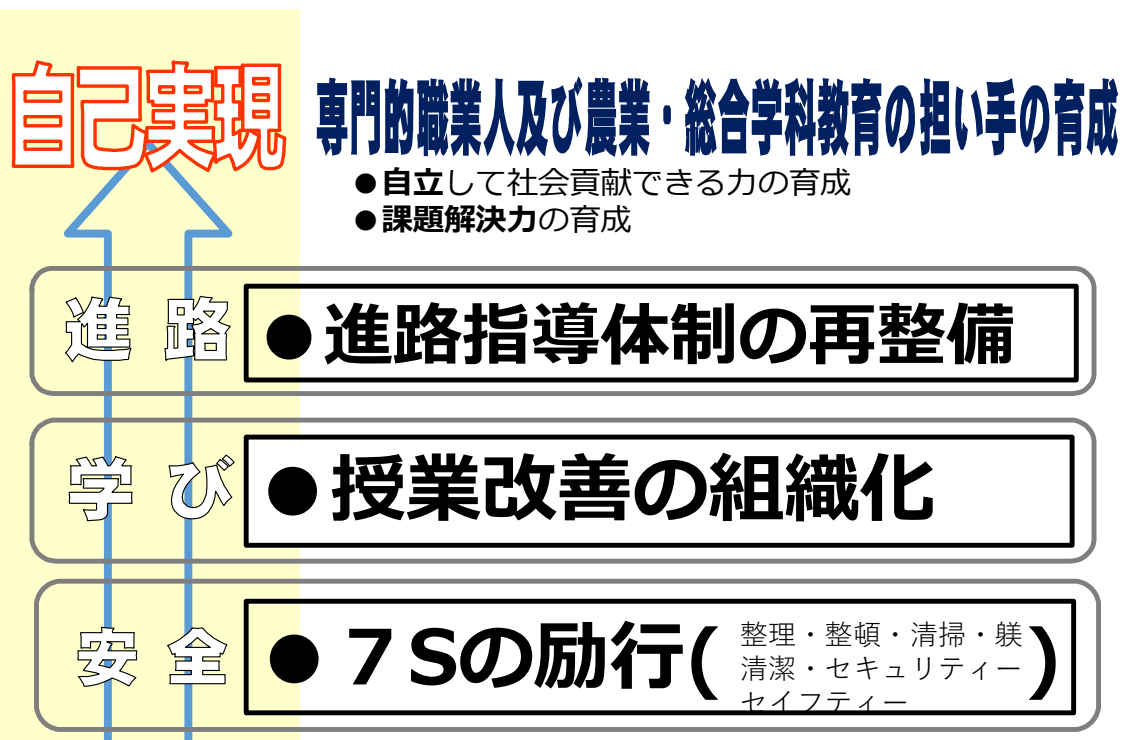 自己実現
専門的職業人及び農業・総合学科教育の担い手の育成
●自立して社会貢献できる力の育成
●課題解決力の育成
進路
●進路指導体制の再整備
学び
●授業改善の組織化
安全
●７Sの励行(整理・整頓・清掃・躾
清潔・セキュリティー
セイフティー)